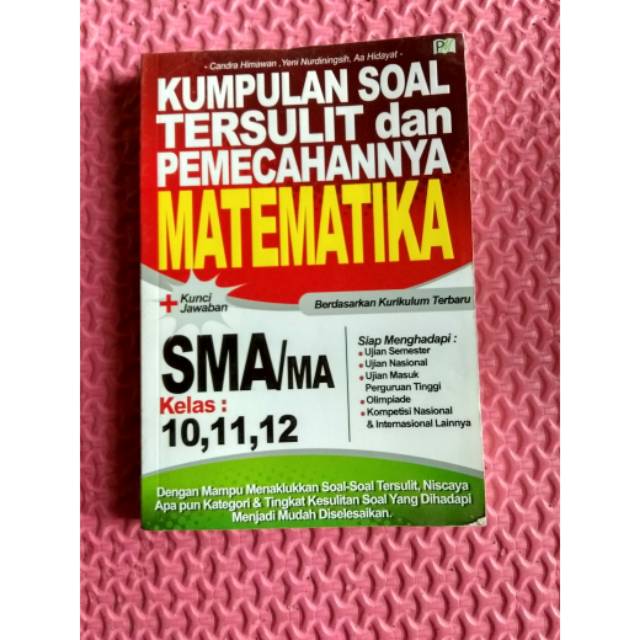 - Candra Himawan ,Yeni Nurdiningsih, Aa Hidayat -
KUMPULAN SOAL
TERSULIT dan
PEMECAHANNYA
MATEMATIKA
+ Kunci
Jawaban
Berdasarkan Kurikulum Terbaru
SMA/MA
Kelas :
10,11,12
Siap Menghadapi :
• Ujian Semester
• Ujian Nasional
• Ujian Masuk
Perguruan Tinggi
• Olimpiade
• Kompetisi Nasional
& Internasional Lainnya
Dengan Mampu Menaklukkan Soal-Soal Tersulit, Niscaya
Apa pun Kategori & Tingkat Kesulitan Soal Yang Dihadapi
Menjadi Mudah Diselesaikan.